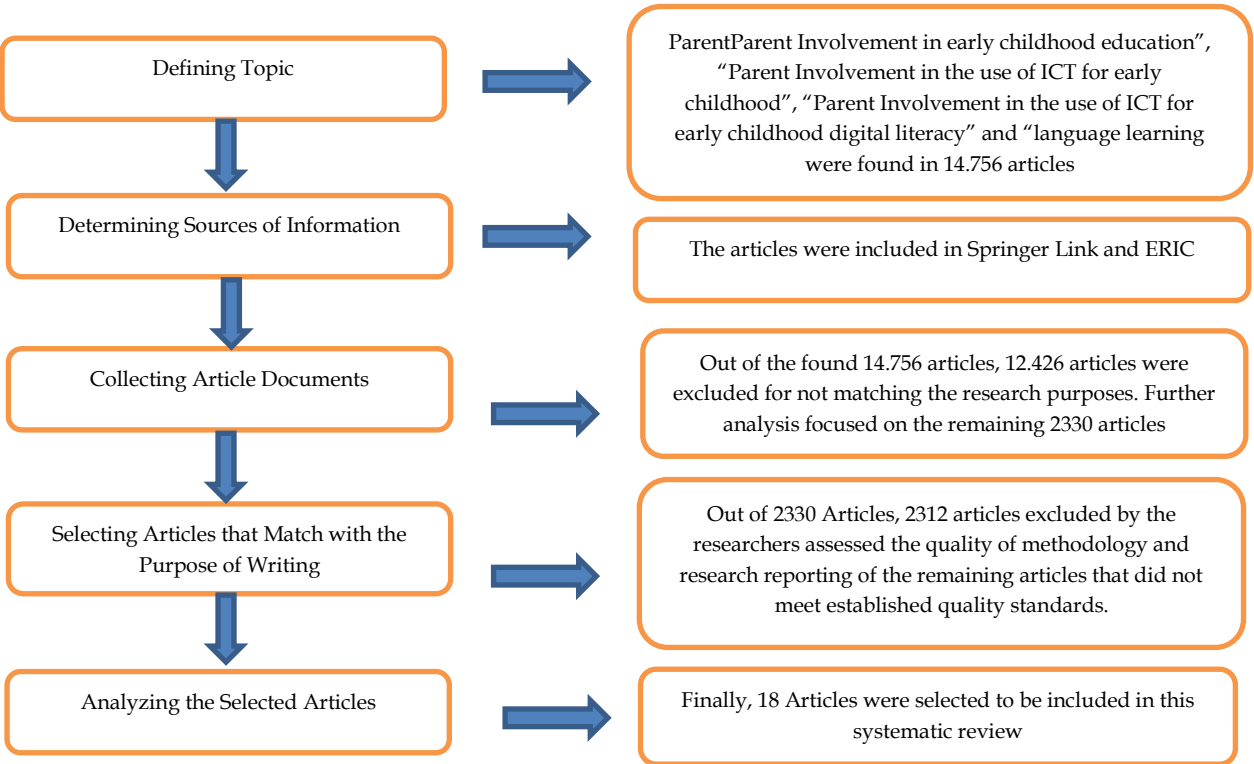 Defining Topic
ParentParent Involvement in early childhood education”,
“Parent Involvement in the use of ICT for early
childhood”, “Parent Involvement in the use of ICT for
early childhood digital literacy” and “language learning
were found in 14.756 articles
Determining Sources of Information
The articles were included in Springer Link and ERIC
Collecting Article Documents
Out of the found 14.756 articles, 12.426 articles were
excluded for not matching the research purposes. Further
analysis focused on the remaining 2330 articles
Selecting Articles that Match with the
Purpose of Writing
Out of 2330 Articles, 2312 articles excluded by the
researchers assessed the quality of methodology and
research reporting of the remaining articles that did not
meet established quality standards.
Analyzing the Selected Articles
Finally, 18 Articles were selected to be included in this
systematic review